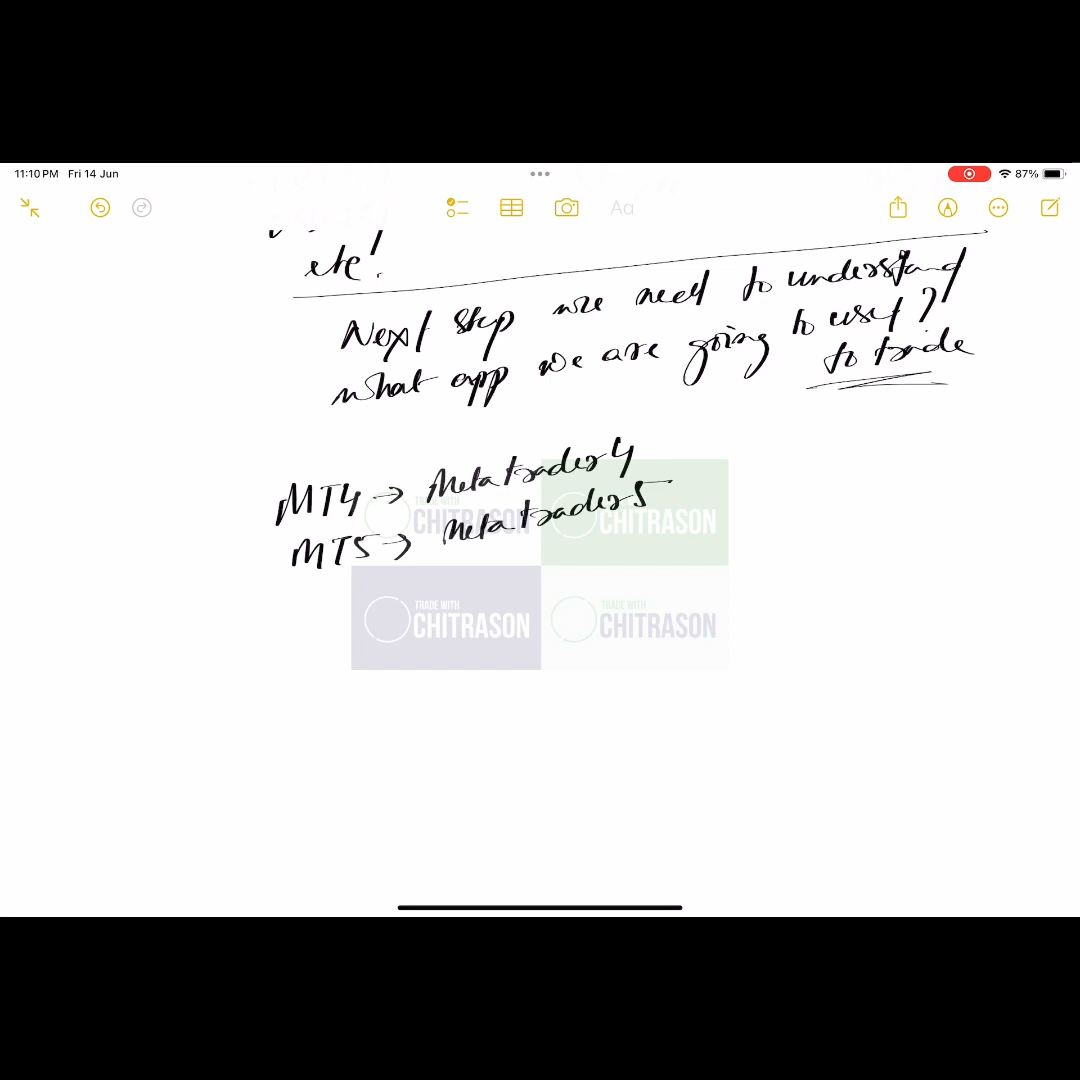 11:10 PM Fri 14 Jun
87%
Aa
etc!
Next step we need to understand
what app we are going to use?
to trade
MT4 → Metatrader 4
MT5 → Metatrader 5
TRADE WITH
CHITRASON
CHITRASON
TRADE WITH
CHITRASON
TRADE WITH
CHITRASON